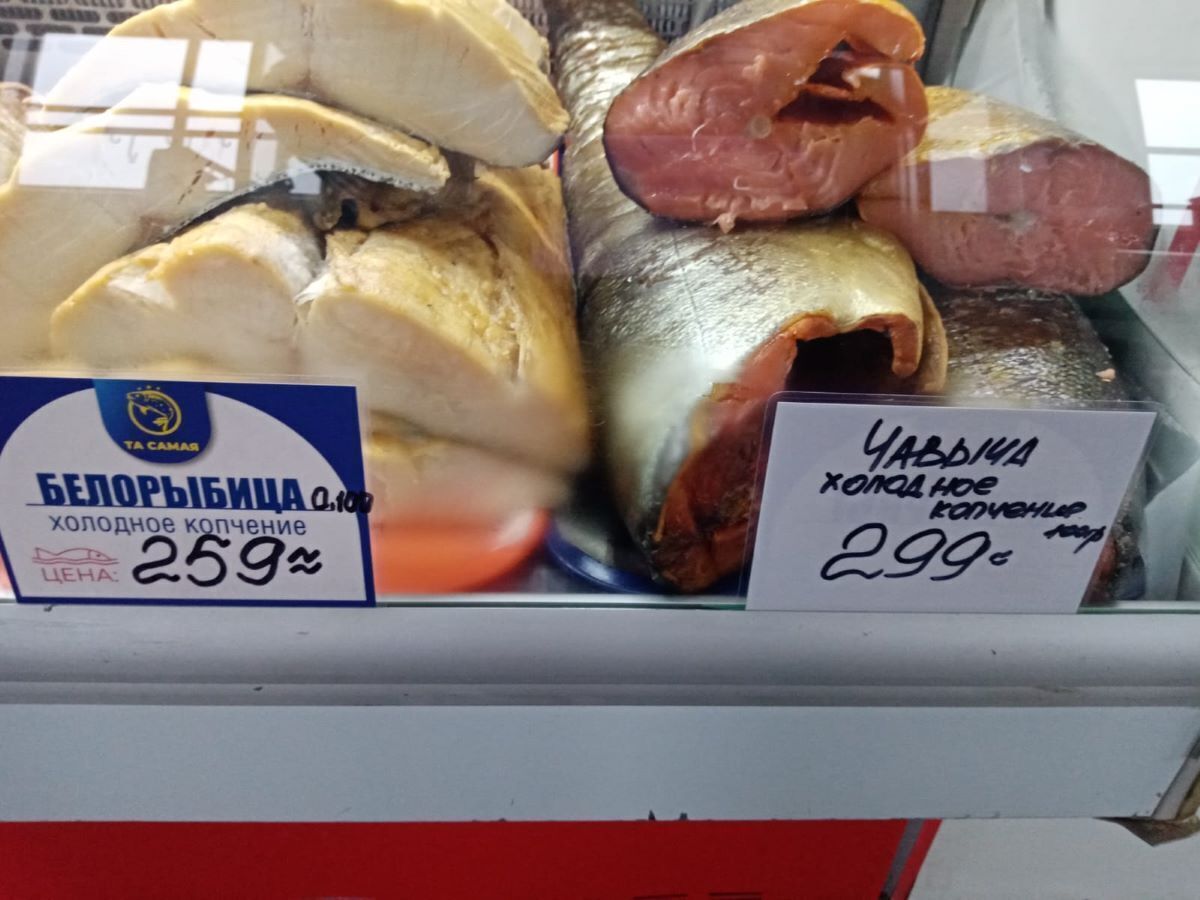 ТА САМАЯ
БЕЛОРЫБИЦА 0.100
холодное копчение
ЦЕНА: 259=
ЧАВЫЧА
ХОЛОДНОЕ
КОПЧЕНИЕ
100гр
299=